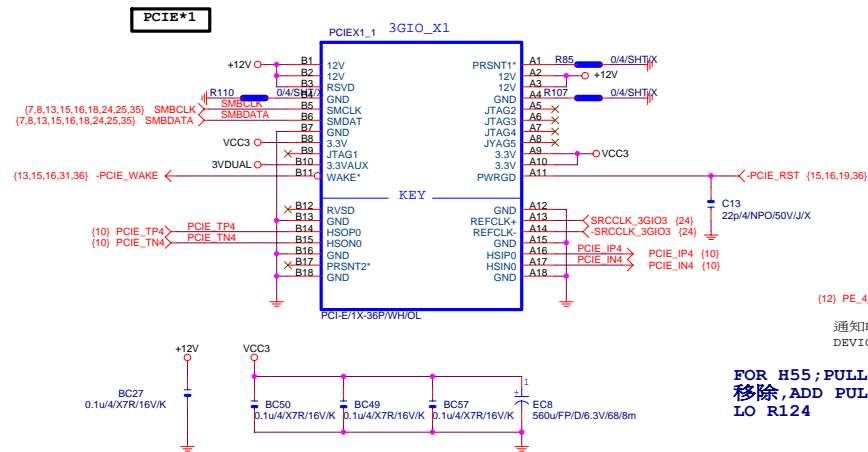 PCIE*1
PCIEX1_1 3GIO_X1
+12V B1 12V PRSNT1* A1 R85 0/4/SHT/X
B2 12V 12V A2 +12V
B3 RSVD 12V A3
R110 0/4/SHT/X B4 GND GND A4 R107 0/4/SHT/X
{7,8,13,15,16,18,24,25,35} SMBCLK SMBCLK B5 SMCLK JTAG2 A5
{7,8,13,15,16,18,24,25,35} SMBDATA SMBDATA B6 SMDAT JTAG3 A6
B7 GND JTAG4 A7
VCC3 B8 3.3V JYAG5 A8
B9 JTAG1 3.3V A9 VCC3
3VDUAL B10 3.3VAUX 3.3V A10
{13,15,16,31,36} -PCIE_WAKE B11 WAKE* PWRGD A11 -PCIE_RST {15,16,19,36}
KEY
C13
22p/4/NPO/50V/J/X
B12 RVSD GND A12
B13 GND REFCLK+ A13 SRCCLK_3GIO3 {24}
{10} PCIE_TP4 PCIE_TP4 B14 HSOP0 REFCLK- A14 -SRCCLK_3GIO3 {24}
{10} PCIE_TN4 PCIE_TN4 B15 HSON0 GND A15
B16 GND HSIP0 A16 PCIE_IP4 PCIE_IP4 {10}
B17 PRSNT2* HSIN0 A17 PCIE_IN4 PCIE_IN4 {10}
B18 GND GND A18
PCI-E/1X-36P/WH/OL
{12} PE_4
通知
DEVIC
+12V VCC3
BC27
0.1u/4/X7R/16V/K
BC50
0.1u/4/X7R/16V/K
BC49
0.1u/4/X7R/16V/K
BC57
0.1u/4/X7R/16V/K
1
+
EC8
560u/FP/D/6.3V/68/8m
FOR H55;PULL
移除,ADD PUL
LO R124